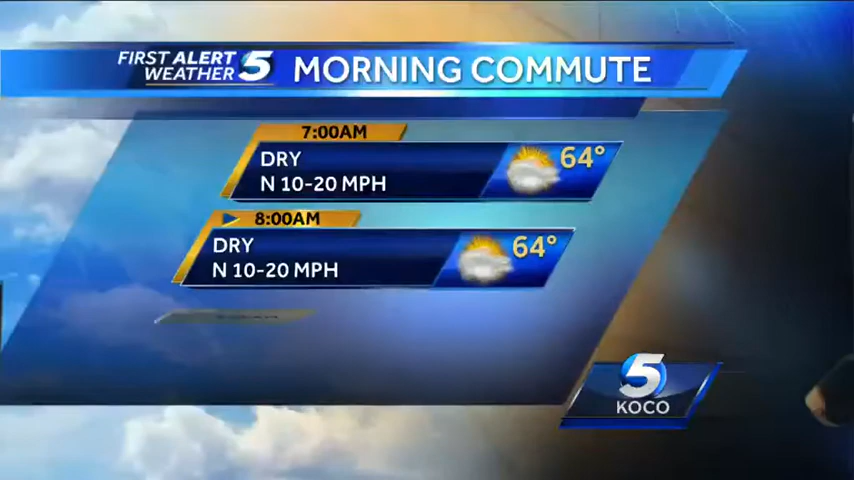 FIRST ALERT
WEATHER 5
MORNING COMMUTE
7:00AM
DRY
64°
N 10-20 MPH
8:00AM
DRY
64°
N 10-20 MPH
5
KOCO